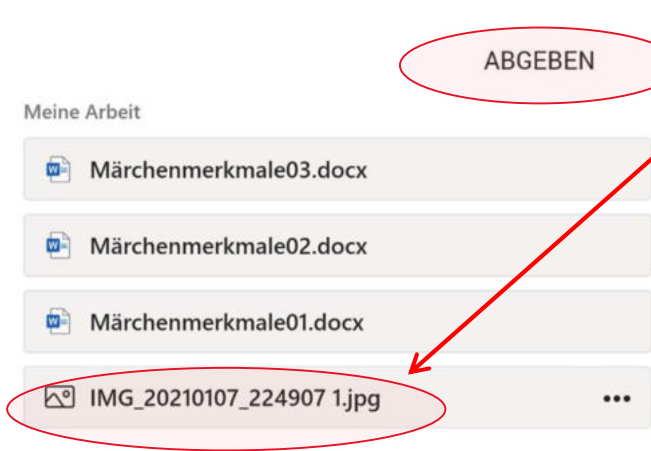 ABGEBEN
Meine Arbeit
Märchenmerkmale03.docx
Märchenmerkmale02.docx
Märchenmerkmale01.docx
IMG_20210107_224907 1.jpg